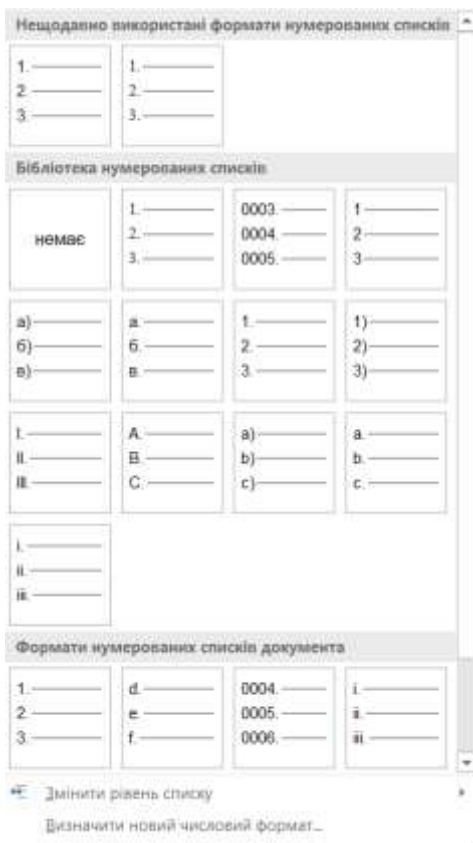 Нещодавно використані формати нумерованих списків
1. 1.
2. 2.
3. 3.
Бібліотека нумерованих списків
немає
1. 0003. 1
2. 0004. 2
3. 0005. 3
а) а. 1. 1)
б) б. 2. 2)
в) в. 3. 3)
I. A. a) a.
II. B. b) b.
III. C. c) c.
i.
ii.
iii.
Формати нумерованих списків документа
1. d. 0004. i.
2. e. 0005. ii.
3. f. 0006. iii.
Змінити рівень списку
Визначити новий числовий формат...